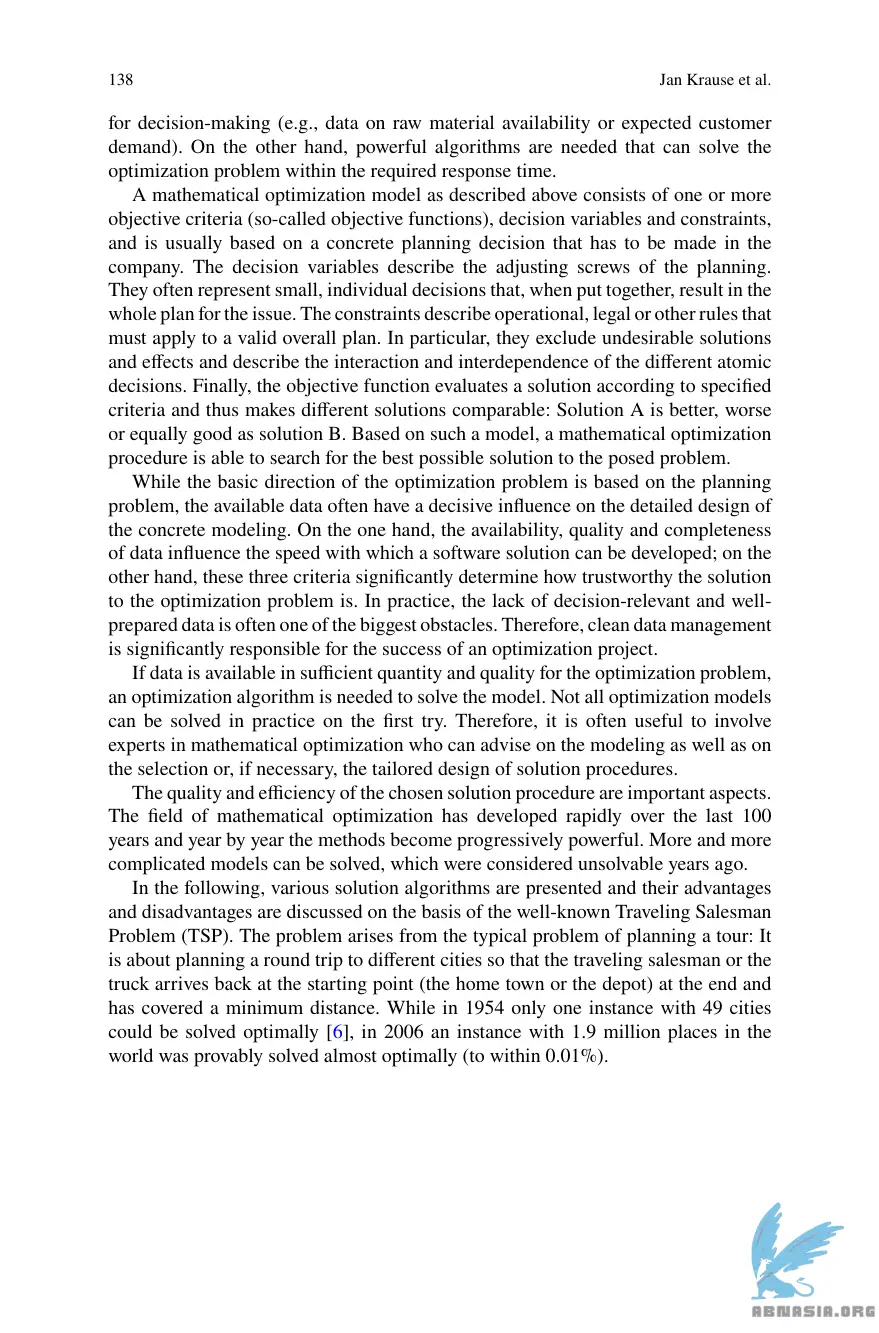 138
Jan Krause et al.
for decision-making (e.g., data on raw material availability or expected customer
demand). On the other hand, powerful algorithms are needed that can solve the
optimization problem within the required response time.
A mathematical optimization model as described above consists of one or more
objective criteria (so-called objective functions), decision variables and constraints,
and is usually based on a concrete planning decision that has to be made in the
company. The decision variables describe the adjusting screws of the planning.
They often represent small, individual decisions that, when put together, result in the
whole plan for the issue. The constraints describe operational, legal or other rules that
must apply to a valid overall plan. In particular, they exclude undesirable solutions
and effects and describe the interaction and interdependence of the different atomic
decisions. Finally, the objective function evaluates a solution according to specified
criteria and thus makes different solutions comparable: Solution A is better, worse
or equally good as solution B. Based on such a model, a mathematical optimization
procedure is able to search for the best possible solution to the posed problem.
While the basic direction of the optimization problem is based on the planning
problem, the available data often have a decisive influence on the detailed design of
the concrete modeling. On the one hand, the availability, quality and completeness
of data influence the speed with which a software solution can be developed; on the
other hand, these three criteria significantly determine how trustworthy the solution
to the optimization problem is. In practice, the lack of decision-relevant and well-
prepared data is often one of the biggest obstacles. Therefore, clean data management
is significantly responsible for the success of an optimization project.
If data is available in sufficient quantity and quality for the optimization problem,
an optimization algorithm is needed to solve the model. Not all optimization models
can be solved in practice on the first try. Therefore, it is often useful to involve
experts in mathematical optimization who can advise on the modeling as well as on
the selection or, if necessary, the tailored design of solution procedures.
The quality and efficiency of the chosen solution procedure are important aspects.
The field of mathematical optimization has developed rapidly over the last 100
years and year by year the methods become progressively powerful. More and more
complicated models can be solved, which were considered unsolvable years ago.
In the following, various solution algorithms are presented and their advantages
and disadvantages are discussed on the basis of the well-known Traveling Salesman
Problem (TSP). The problem arises from the typical problem of planning a tour: It
is about planning a round trip to different cities so that the traveling salesman or the
truck arrives back at the starting point (the home town or the depot) at the end and
has covered a minimum distance. While in 1954 only one instance with 49 cities
could be solved optimally [6], in 2006 an instance with 1.9 million places in the
world was provably solved almost optimally (to within 0.01%).
ABNASIA.ORG